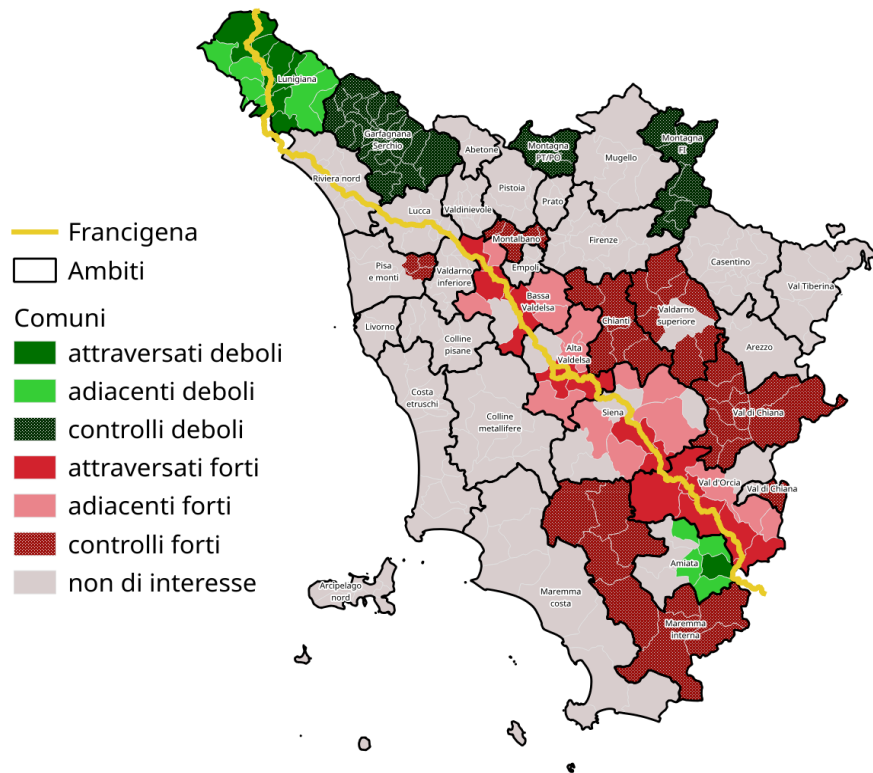 Lunigiana
Garfagnana
Serchio
Abetone
Montagna
PT/PO
Mugello
Montagna
FI
Riviera nord
Pistoia
Prato
Lucca
Valdinievole
Montalbano
Firenze
Casentino
Pisa
e monti
Valdarno
inferiore
Empoli
Val Tiberina
Bassa
Valdelsa
Chianti
Valdarno
superiore
Livorno
Colline
pisane
Alta
Valdelsa
Arezzo
Costa
etruschi
Colline
metallifere
Siena
Val di Chiana
Val d'Orcia
Val di Chiana
Amiata
Arcipelago
nord
Maremma
costa
Maremma
interna
Francigena
Ambiti
Comuni
attraversati deboli
adiacenti deboli
controlli deboli
attraversati forti
adiacenti forti
controlli forti
non di interesse